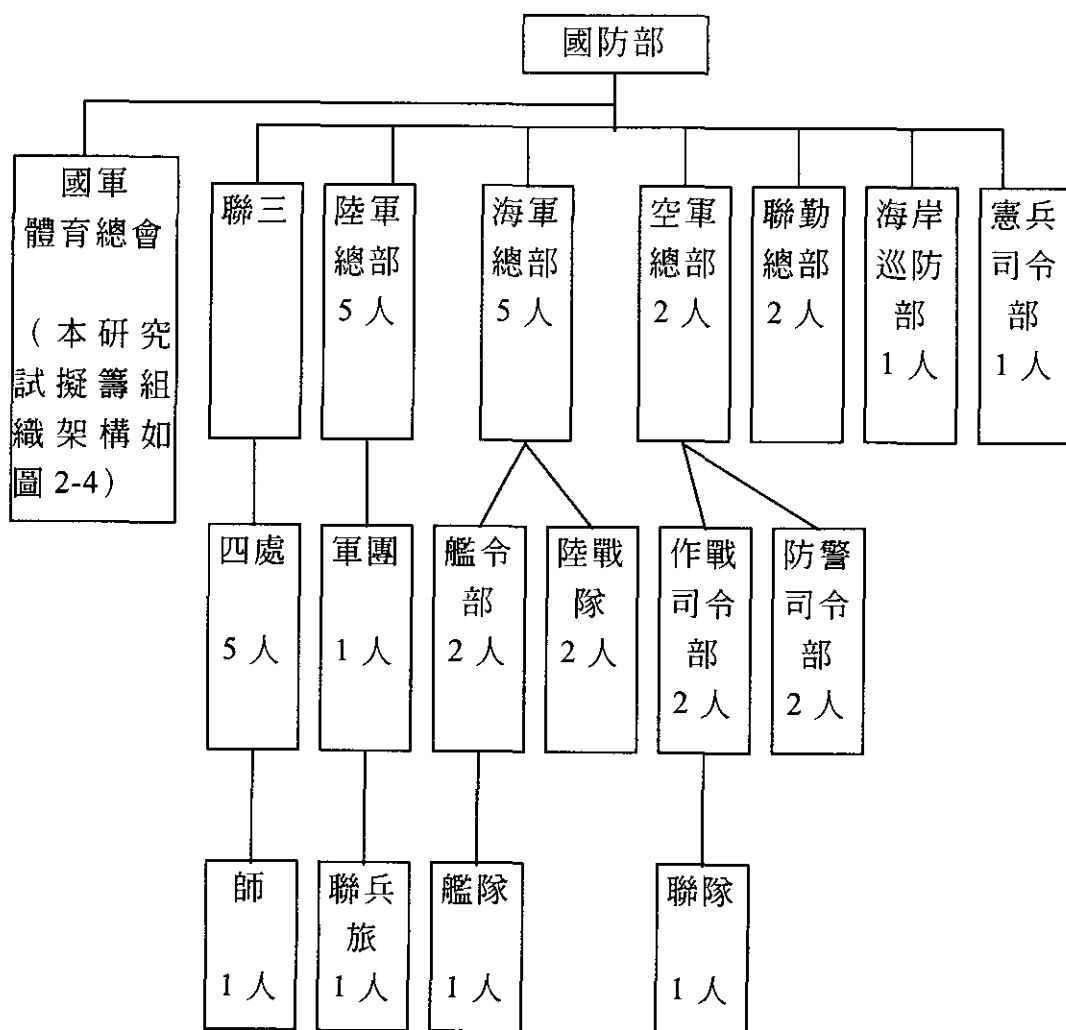 國防部
國軍
體育總會
（本研究
試擬籌組
織架構如
圖 2-4）
聯三
陸軍
總部
5 人
海軍
總部
5 人
空軍
總部
2 人
聯勤
總部
2 人
海岸
巡防
部
1 人
憲兵
司令
部
1 人
四處
5 人
軍團
1 人
艦令
部
2 人
陸戰
隊
2 人
作戰
司令
部
2 人
防警
司令
部
2 人
師
1 人
聯兵
旅
1 人
艦隊
1 人
聯隊
1 人